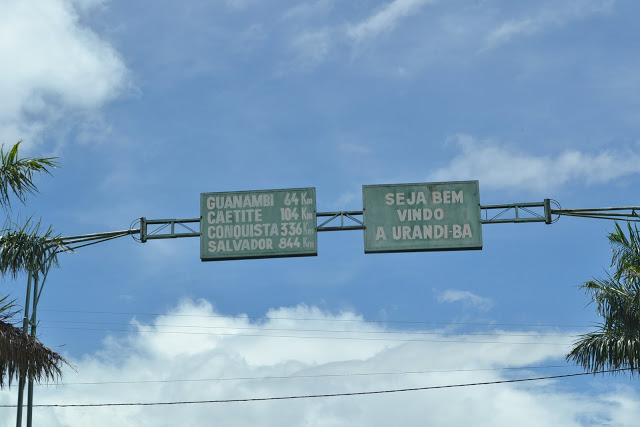 GUANAMBI 64 Km
CAETITE 104 Km
CONQUISTA 336 Km
SALVADOR 844 Km
SEJA BEM
VINDO
A URANDI-BA